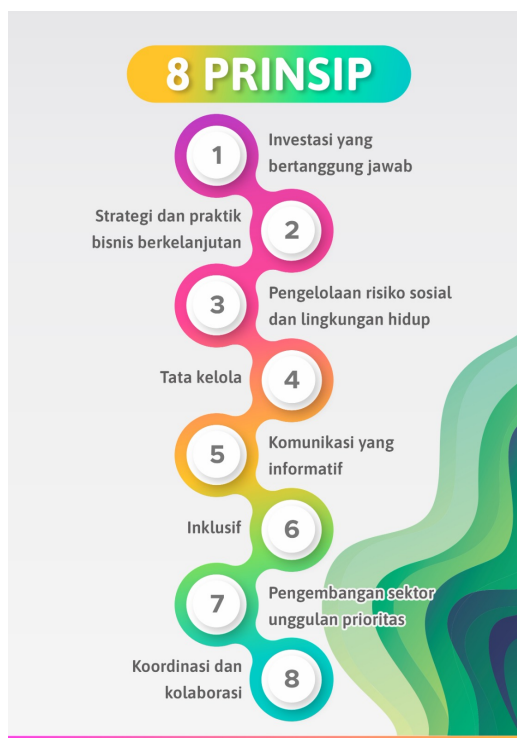 8 PRINSIP
1
Investasi yang
bertanggung jawab
Strategi dan praktik
bisnis berkelanjutan
2
3
Pengelolaan risiko sosial
dan lingkungan hidup
Tata kelola
4
5
Komunikasi yang
informatif
Inklusif
6
7
Pengembangan sektor
unggulan prioritas
Koordinasi dan
kolaborasi
8